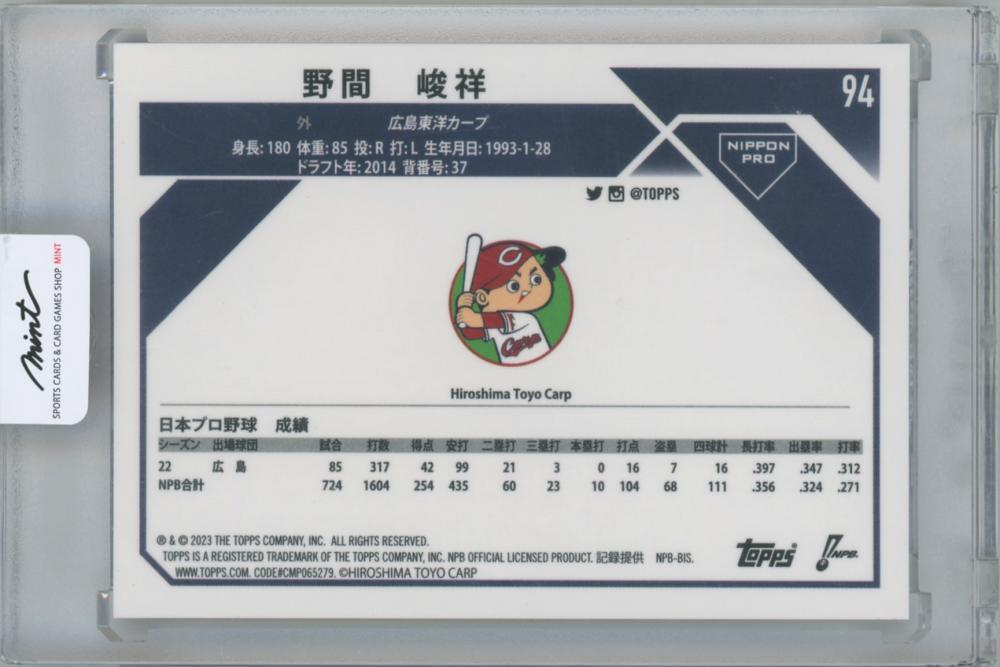 野間 峻祥
94
外 広島東洋カープ
身長: 180 体重: 85 投: R 打: L 生年月日: 1993-1-28
ドラフト年: 2014 背番号: 37
NIPPON
PRO
@TOPPS
C
Carp
Hiroshima Toyo Carp
日本プロ野球 成績
シーズン 出場球団 試合 打数 得点 安打 二塁打 三塁打 本塁打 打点 盗塁 四球計 長打率 出塁率 打率
22 広 島 85 317 42 99 21 3 0 16 7 16 .397 .347 .312
NPB合計 724 1604 254 435 60 23 10 104 68 111 .356 .324 .271
® & © 2023 THE TOPPS COMPANY, INC. ALL RIGHTS RESERVED.
TOPPS IS A REGISTERED TRADEMARK OF THE TOPPS COMPANY, INC. NPB OFFICIAL LICENSED PRODUCT. 記録提供 NPB-BIS.
WWW.TOPPS.COM. CODE#CMP065279. ©HIROSHIMA TOYO CARP
Topps
NPB
mint
SPORTS CARDS & CARD GAMES SHOP MINT